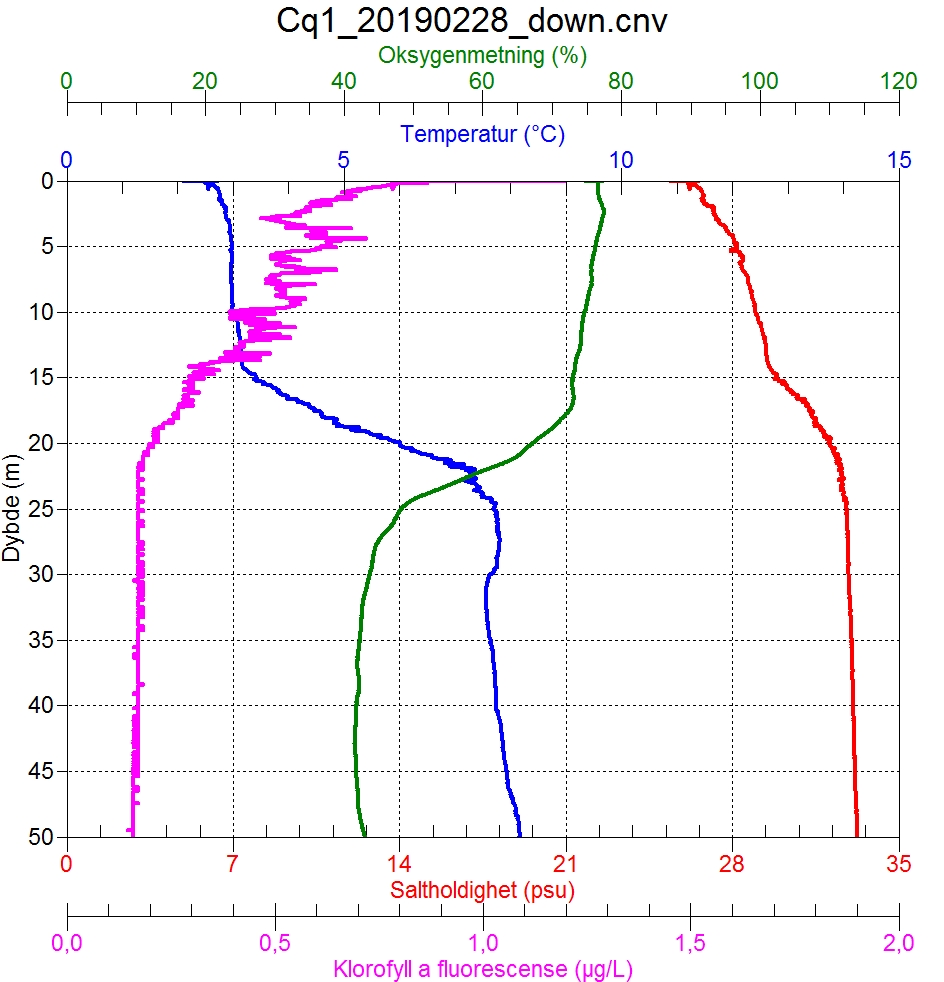 Cq1_20190228_down.cnv
Oksygenmetning (%)
0 20 40 60 80 100 120
Temperatur (°C)
0 5 10 15
0
5
10
15
20
25
30
35
40
45
50
Dybde (m)
0 7 14 21 28 35
Saltholdighet (psu)
0,0 0,5 1,0 1,5 2,0
Klorofyll a fluorescense (µg/L)